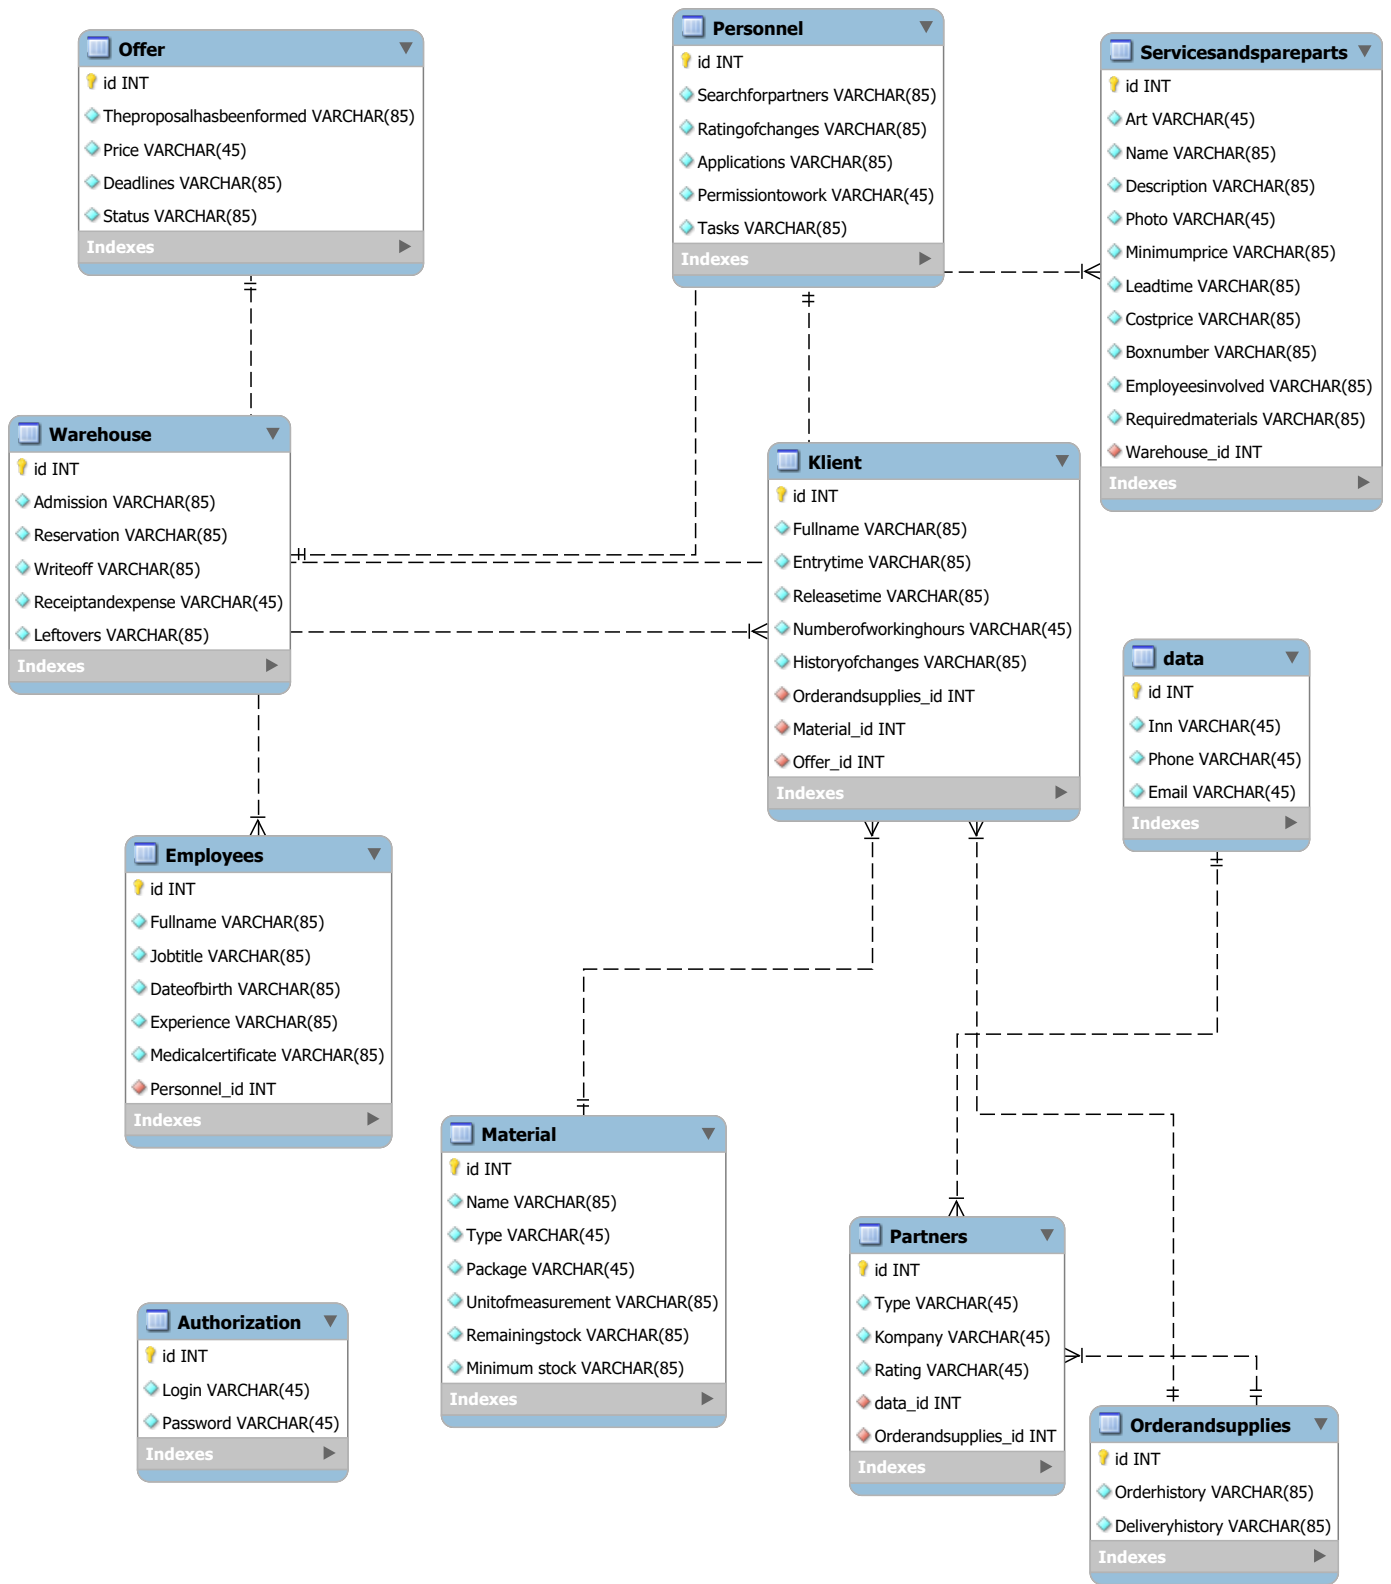 Offer
id INT
Theproposalhasbeenformed VARCHAR(85)
Price VARCHAR(45)
Deadlines VARCHAR(85)
Status VARCHAR(85)
Indexes
Personnel
id INT
Searchforpartners VARCHAR(85)
Ratingofchanges VARCHAR(85)
Applications VARCHAR(85)
Permissiontowork VARCHAR(45)
Tasks VARCHAR(85)
Indexes
Servicesandspareparts
id INT
Art VARCHAR(45)
Name VARCHAR(85)
Description VARCHAR(85)
Photo VARCHAR(45)
Minimumprice VARCHAR(85)
Leadtime VARCHAR(85)
Costprice VARCHAR(85)
Boxnumber VARCHAR(85)
Employeesinvolved VARCHAR(85)
Requiredmaterials VARCHAR(85)
Warehouse_id INT
Indexes
Warehouse
id INT
Admission VARCHAR(85)
Reservation VARCHAR(85)
Writeoff VARCHAR(85)
Receiptandexpense VARCHAR(45)
Leftovers VARCHAR(85)
Indexes
Klient
id INT
Fullname VARCHAR(85)
Entrytime VARCHAR(85)
Releasetime VARCHAR(85)
Numberofworkinghours VARCHAR(45)
Historyofchanges VARCHAR(85)
Orderandsupplies_id INT
Material_id INT
Offer_id INT
Indexes
data
id INT
Inn VARCHAR(45)
Phone VARCHAR(45)
Email VARCHAR(45)
Indexes
Employees
id INT
Fullname VARCHAR(85)
Jobtitle VARCHAR(85)
Dateofbirth VARCHAR(85)
Experience VARCHAR(85)
Medicalcertificate VARCHAR(85)
Personnel_id INT
Indexes
Material
id INT
Name VARCHAR(85)
Type VARCHAR(45)
Package VARCHAR(45)
Unitofmeasurement VARCHAR(85)
Remainingstock VARCHAR(85)
Minimum stock VARCHAR(85)
Indexes
Partners
id INT
Type VARCHAR(45)
Kompany VARCHAR(45)
Rating VARCHAR(45)
data_id INT
Orderandsupplies_id INT
Indexes
Authorization
id INT
Login VARCHAR(45)
Password VARCHAR(45)
Indexes
Orderandsupplies
id INT
Orderhistory VARCHAR(85)
Deliveryhistory VARCHAR(85)
Indexes